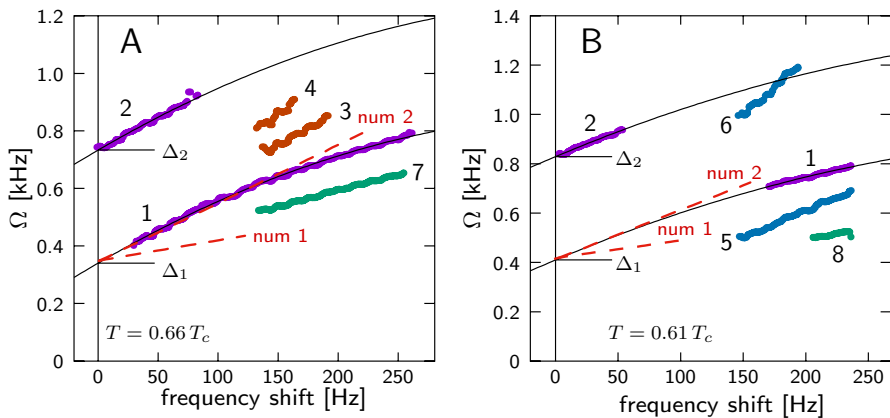 A
B
1.2
1.0
0.8
0.6
0.4
0.2
0
Ω [kHz]
2
4
3
num 2
Δ₂
7
1
num 1
Δ₁
T = 0.66 T_c
0 50 100 150 200 250
frequency shift [Hz]
1.4
1.2
1.0
0.8
0.6
0.4
0.2
0
Ω [kHz]
6
2
Δ₂
1
num 2
num 1
5
8
Δ₁
T = 0.61 T_c
0 50 100 150 200 250
frequency shift [Hz]